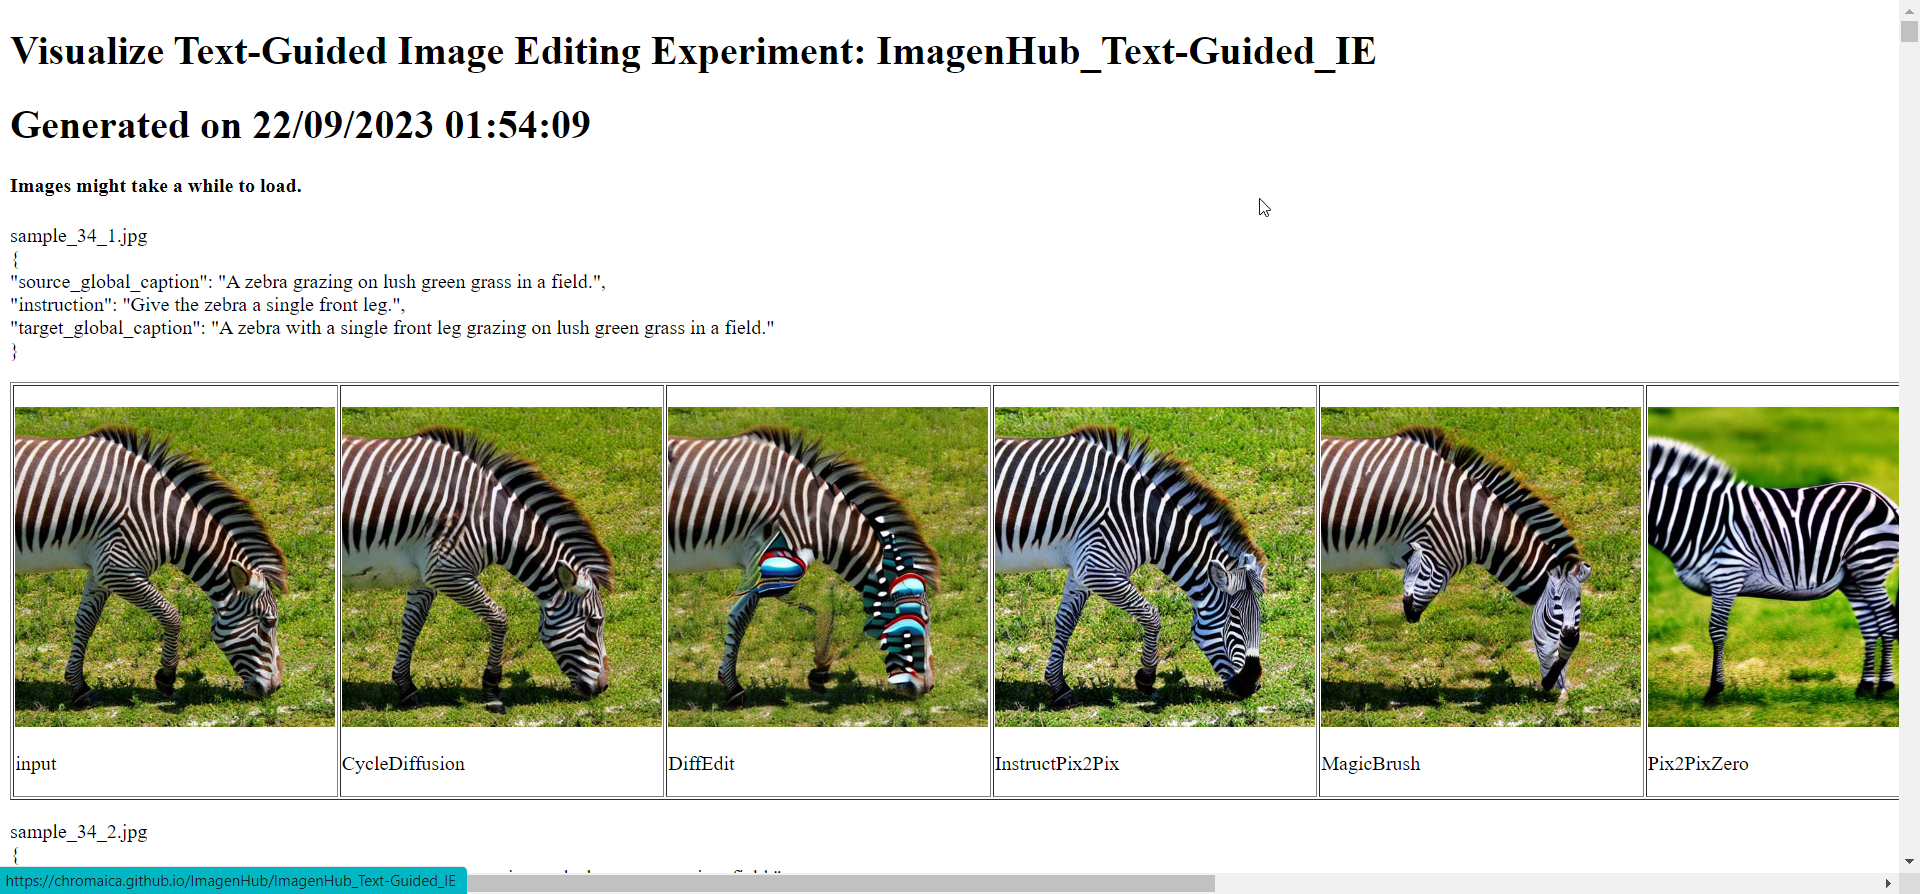 Visualize Text-Guided Image Editing Experiment: ImagenHub_Text-Guided_IE
Generated on 22/09/2023 01:54:09
Images might take a while to load.
sample_34_1.jpg
{
"source_global_caption": "A zebra grazing on lush green grass in a field.",
"instruction": "Give the zebra a single front leg.",
"target_global_caption": "A zebra with a single front leg grazing on lush green grass in a field."
}
input
CycleDiffusion
DiffEdit
InstructPix2Pix
MagicBrush
Pix2PixZero
sample_34_2.jpg
{
https://chromaica.github.io/ImagenHub/ImagenHub_Text-Guided_IE